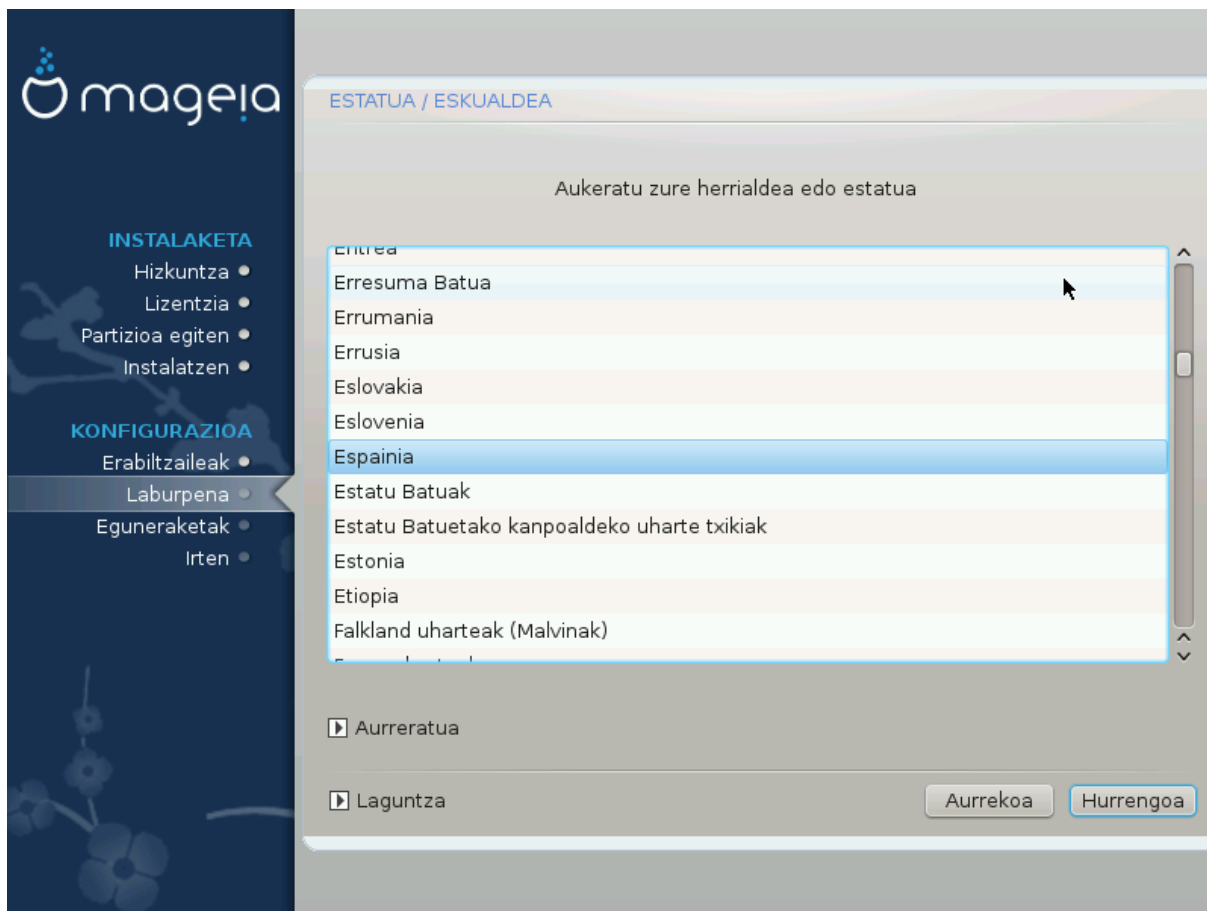 mageia
INSTALAKETA
Hizkuntza
Lizentzia
Partizioa egiten
Instalatzen
KONFIGURAZIOA
Erabiltzaileak
Laburpena
Eguneraketak
Irten
ESTATUA / ESKUALDEA
Aukeratu zure herrialdea edo estatua
Erresuma Batua
Errumania
Errusia
Eslovakia
Eslovenia
Espainia
Estatu Batuak
Estatu Batuetako kanpoaldeko uharte txikiak
Estonia
Etiopia
Falkland uharteak (Malvinak)
Aurreratua
Laguntza
Aurrekoa
Hurrengoa